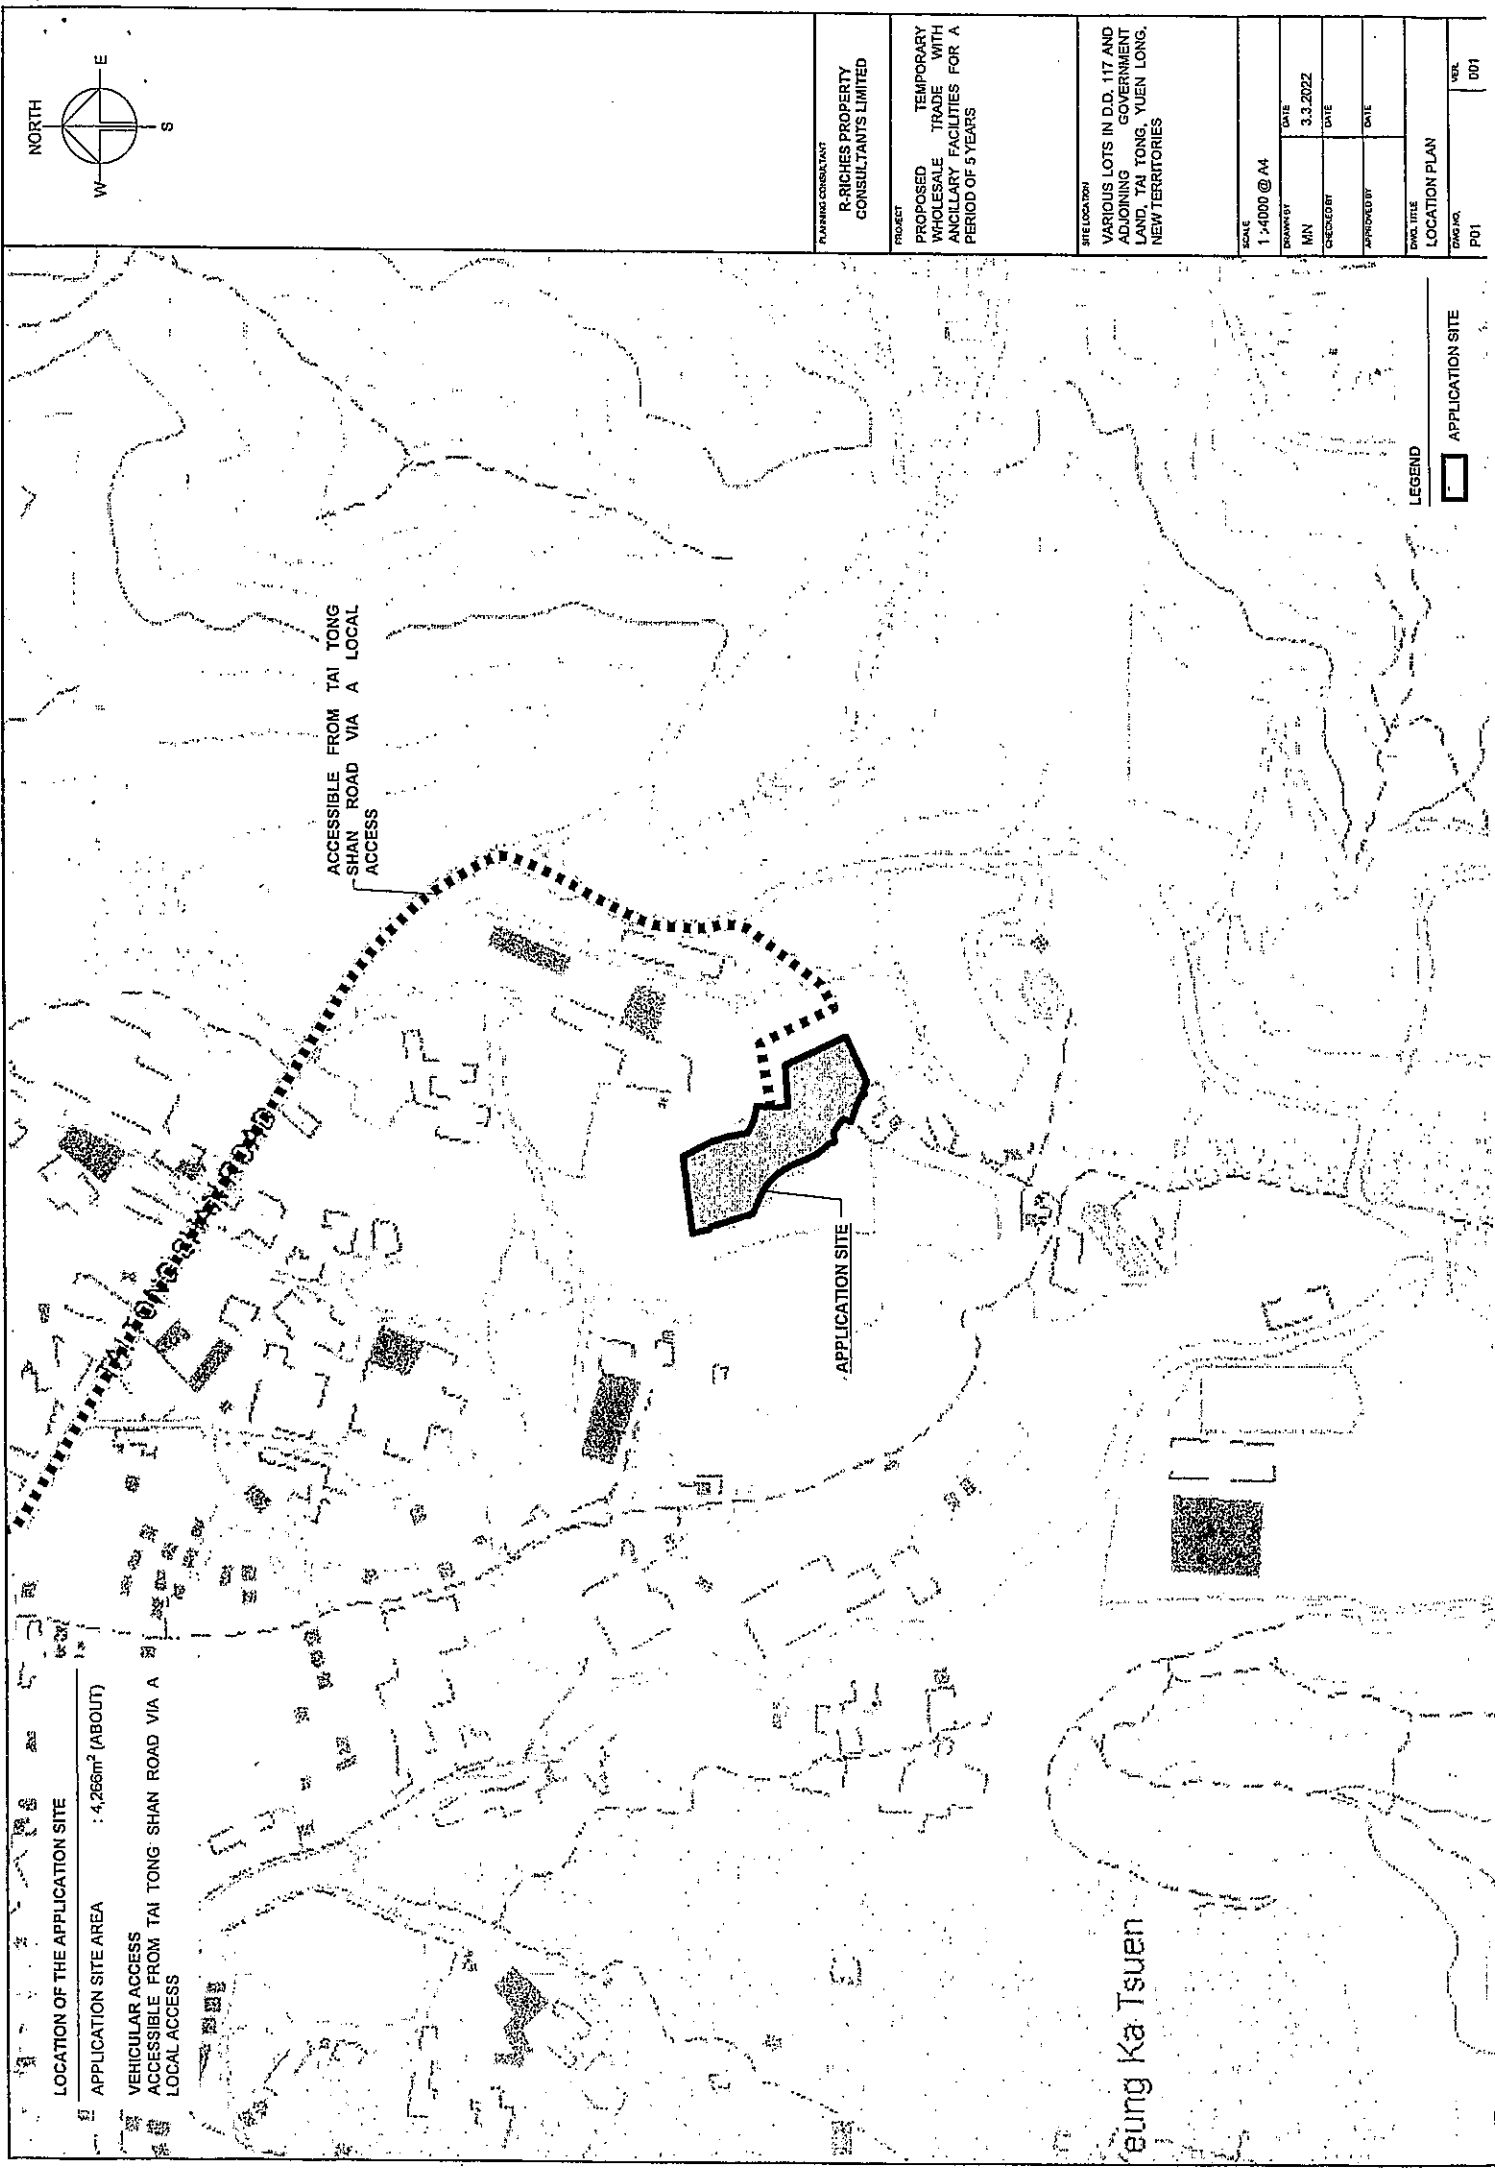 LOCATION OF THE APPLICATION SITE
APPLICATION SITE AREA : 4,266m² (ABOUT)
VEHICULAR ACCESS
ACCESSIBLE FROM TAI TONG SHAN ROAD VIA A
LOCAL ACCESS
TAI TONG SHAN ROAD
ACCESSIBLE FROM TAI TONG
SHAN ROAD VIA A LOCAL
ACCESS
APPLICATION SITE
eung Ka Tsuen
LEGEND
APPLICATION SITE
NORTH
W
E
S
PLANNING CONSULTANT
R-RICHES PROPERTY
CONSULTANTS LIMITED
PROJECT
PROPOSED TEMPORARY
WHOLESALE TRADE WITH
ANCILLARY FACILITIES FOR A
PERIOD OF 5 YEARS
SITE LOCATION
VARIOUS LOTS IN D.D. 117 AND
ADJOINING GOVERNMENT
LAND, TAI TONG, YUEN LONG,
NEW TERRITORIES
SCALE
1 : 4000 @ A4
DRAWN BY DATE
MN 3.3.2022
CHECKED BY DATE
APPROVED BY DATE
DWG. TITLE
LOCATION PLAN
DWG NO. VER.
P01 001